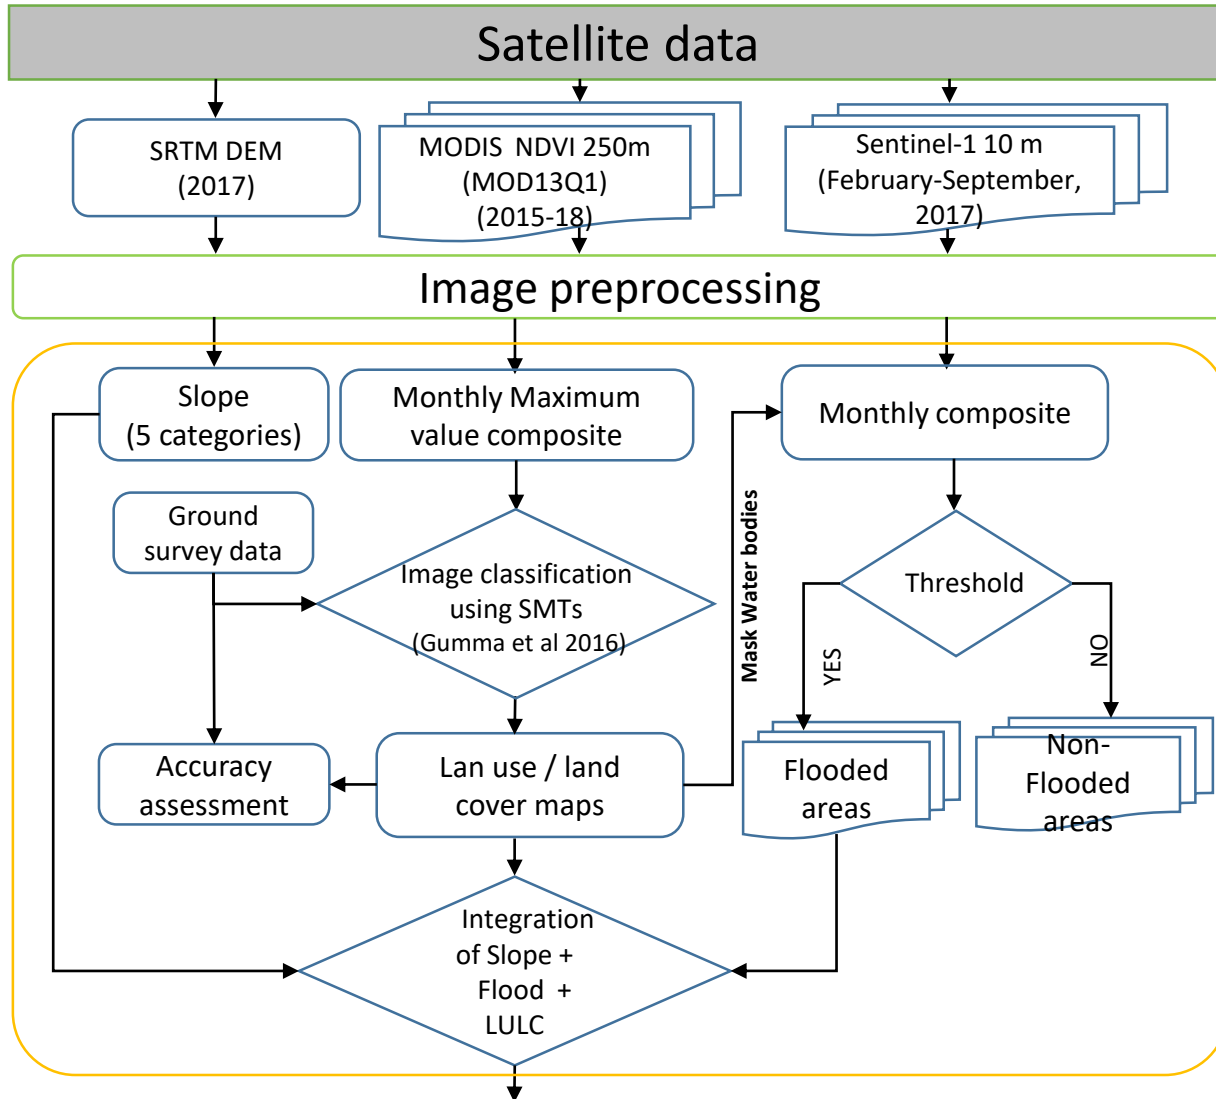 Satellite data
SRTM DEM
(2017)
MODIS NDVI 250m
(MOD13Q1)
(2015-18)
Sentinel-1 10 m
(February-September,
2017)
Image preprocessing
Slope
(5 categories)
Monthly Maximum
value composite
Monthly composite
Ground
survey data
Image classification
using SMTs
(Gumma et al 2016)
Mask Water bodies
Threshold
YES
NO
Accuracy
assessment
Lan use / land
cover maps
Flooded
areas
Non-
Flooded
areas
Integration
of Slope +
Flood +
LULC